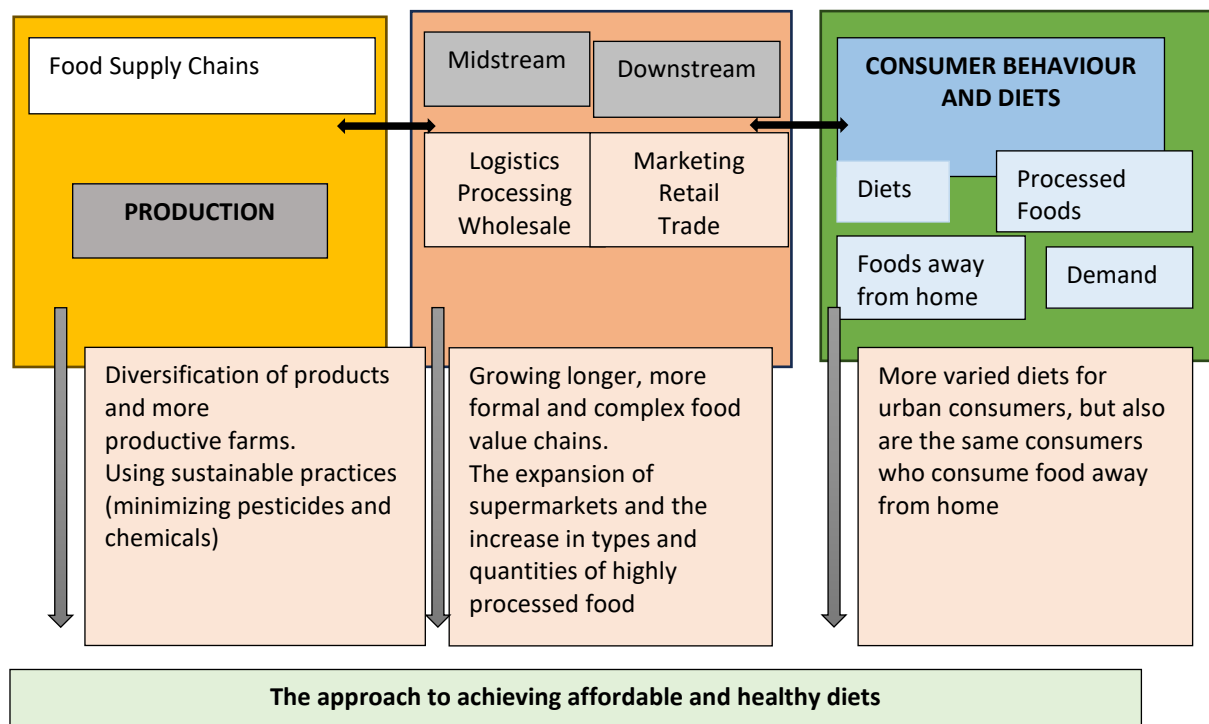 Food Supply Chains
PRODUCTION
Diversification of products
and more
productive farms.
Using sustainable practices
(minimizing pesticides and
chemicals)
Midstream
Downstream
Logistics
Processing
Wholesale
Marketing
Retail
Trade
Growing longer, more
formal and complex food
value chains.
The expansion of
supermarkets and the
increase in types and
quantities of highly
processed food
CONSUMER BEHAVIOUR
AND DIETS
Diets
Processed
Foods
Foods away
from home
Demand
More varied diets for
urban consumers, but also
are the same consumers
who consume food away
from home
The approach to achieving affordable and healthy diets